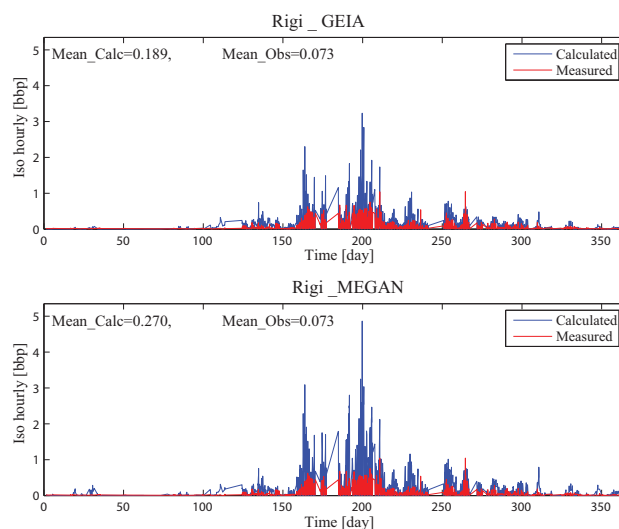 Rigi _ GEIA
Mean_Calc=0.189, Mean_Obs=0.073
Calculated
Measured
Iso hourly [bbp]
5
4
3
2
1
0
0 50 100 150 200 250 300 350
Time [day]
Rigi _MEGAN
Mean_Calc=0.270, Mean_Obs=0.073
Calculated
Measured
Iso hourly [bbp]
5
4
3
2
1
0
0 50 100 150 200 250 300 350
Time [day]